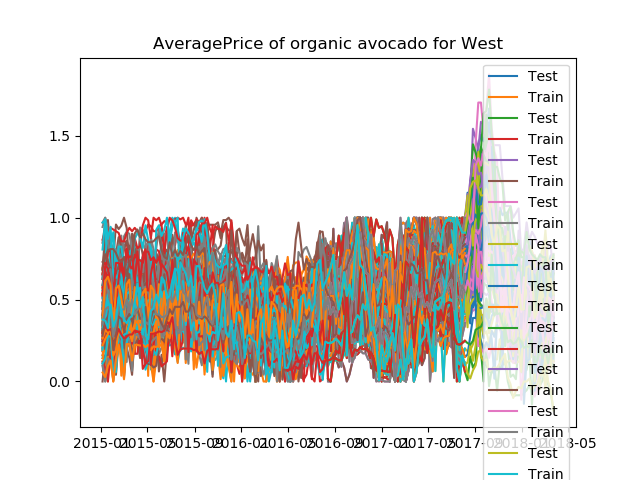 AveragePrice of organic avocado for West
1.5
1.0
0.5
0.0
2015-01
2015-05
2015-09
2016-01
2016-05
2016-09
2017-01
2017-05
2017-09
2018-01
2018-05
Test
Train
Test
Train
Test
Train
Test
Train
Test
Train
Test
Train
Test
Train
Test
Train
Test
Train
Test
Train